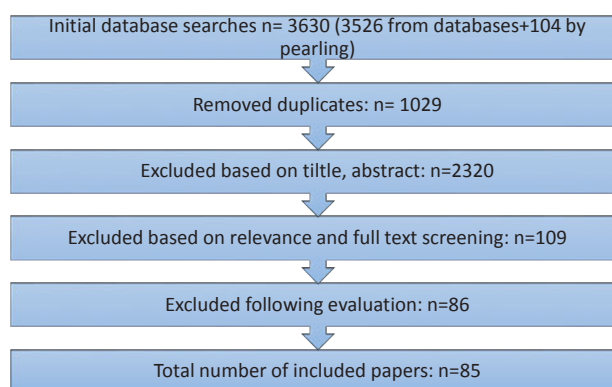 Initial database searches n= 3630 (3526 from databases+104 by
pearling)
Removed duplicates: n= 1029
Excluded based on tiltle, abstract: n=2320
Excluded based on relevance and full text screening: n=109
Excluded following evaluation: n=86
Total number of included papers: n=85